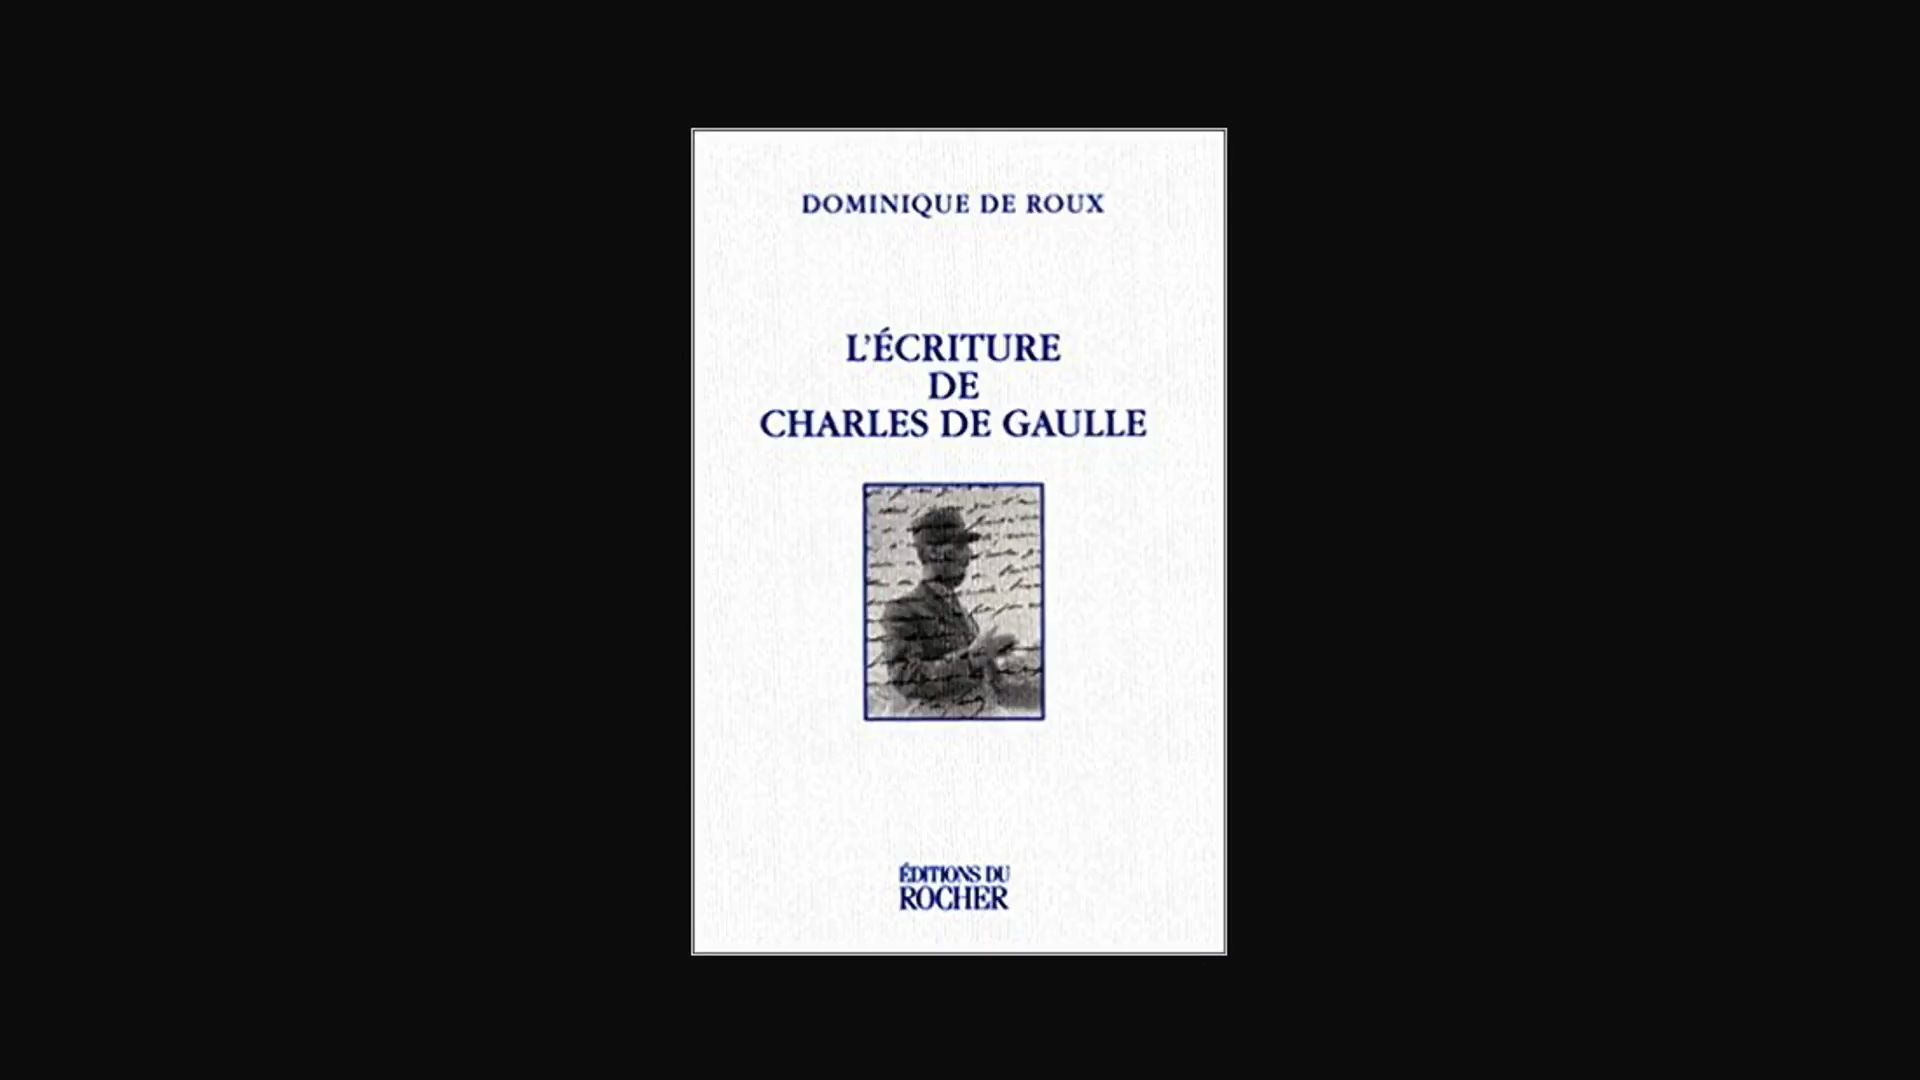 DOMINIQUE DE ROUX
L'ÉCRITURE
DE
CHARLES DE GAULLE
ÉDITIONS DU
ROCHER